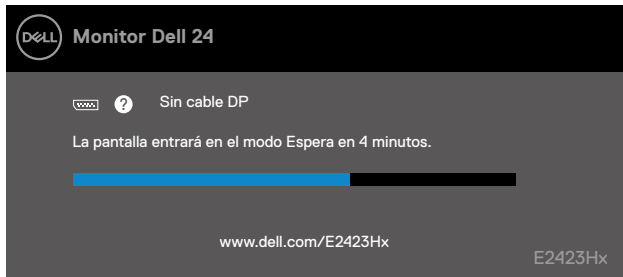 DELL Monitor Dell 24
? Sin cable DP
La pantalla entrará en el modo Espera en 4 minutos.
www.dell.com/E2423Hx
E2423Hx